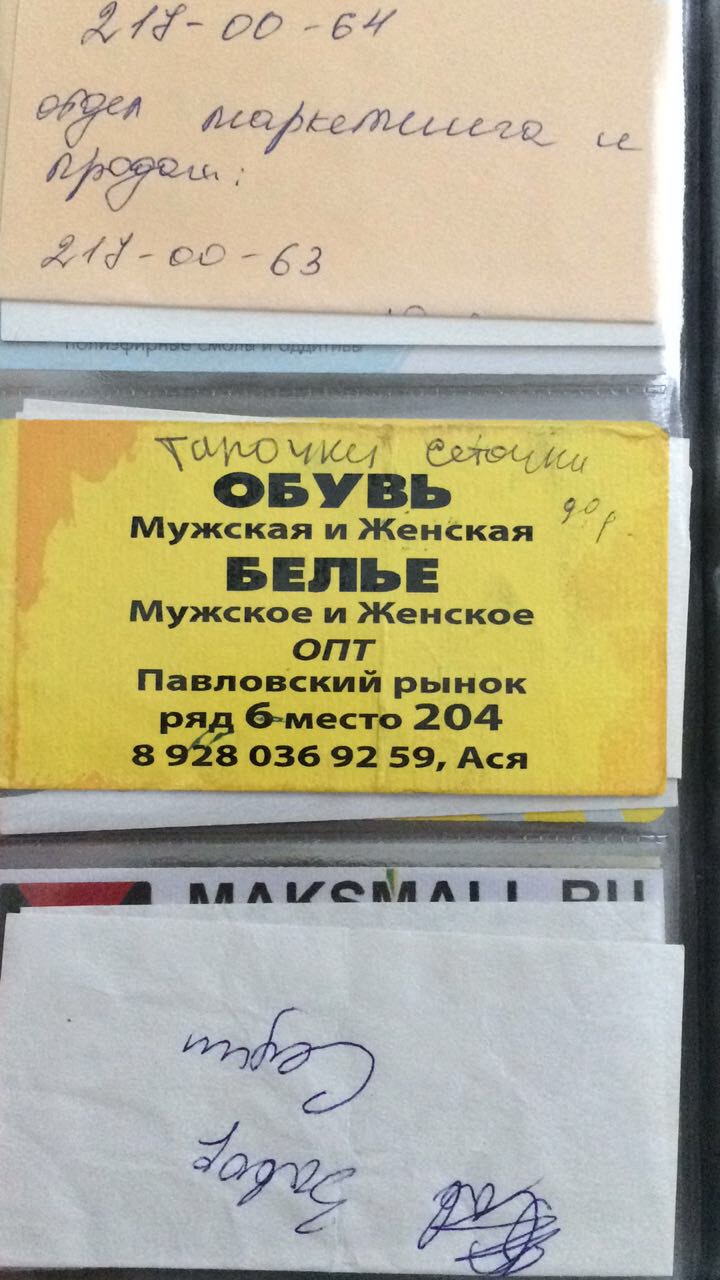 217-00-64
отдел маркетинга и
продаж:
217-00-63
полиэфирные смолы и аддитивы
Тапочки сеточки
ОБУВЬ
Мужская и Женская
БЕЛЬЕ
Мужское и Женское
ОПТ
Павловский рынок
ряд 6 место 204
8 928 036 92 59, Ася
MAKSMALL.RU